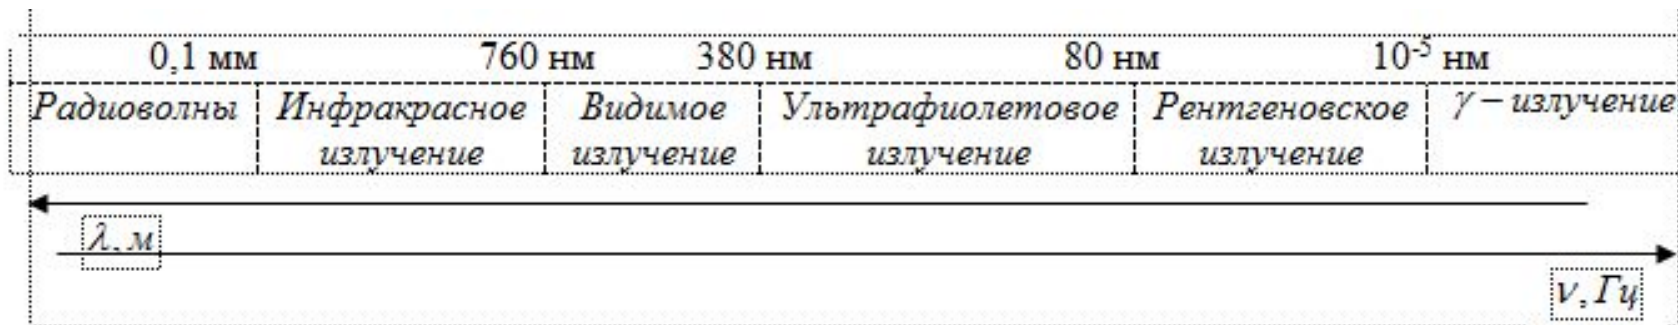 0,1 мм 760 нм 380 нм 80 нм 10⁻⁵ нм
Радиоволны Инфракрасное Видимое Ультрафиолетовое Рентгеновское γ – излучение
излучение излучение излучение излучение
λ, м
ν, Гц